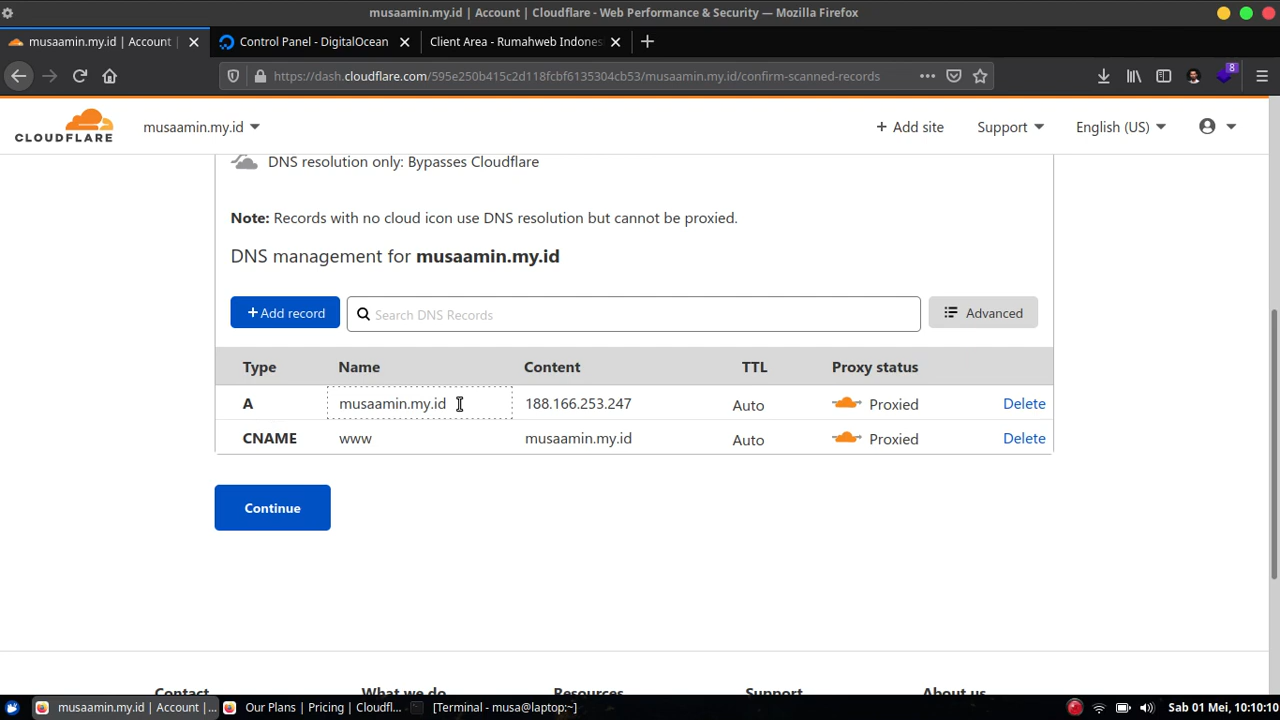 musaamin.my.id | Account | Cloudflare - Web Performance & Security — Mozilla Firefox
musaamin.my.id | Account
Control Panel - DigitalOcean
Client Area - Rumahweb Indones
https://dash.cloudflare.com/595e250b415c2d118fcbf6135304cb53/musaamin.my.id/confirm-scanned-records
8
CLOUDFLARE
musaamin.my.id
+ Add site
Support
English (US)
DNS resolution only: Bypasses Cloudflare
Note: Records with no cloud icon use DNS resolution but cannot be proxied.
DNS management for musaamin.my.id
+ Add record
Search DNS Records
Advanced
Type Name Content TTL Proxy status
A musaamin.my.id 188.166.253.247 Auto Proxied Delete
CNAME www musaamin.my.id Auto Proxied Delete
Continue
Contact What we do Resources Support About us
musaamin.my.id | Account |...
Our Plans | Pricing | Cloudfl...
[Terminal - musa@laptop:~]
Sab 01 Mei, 10:10:10